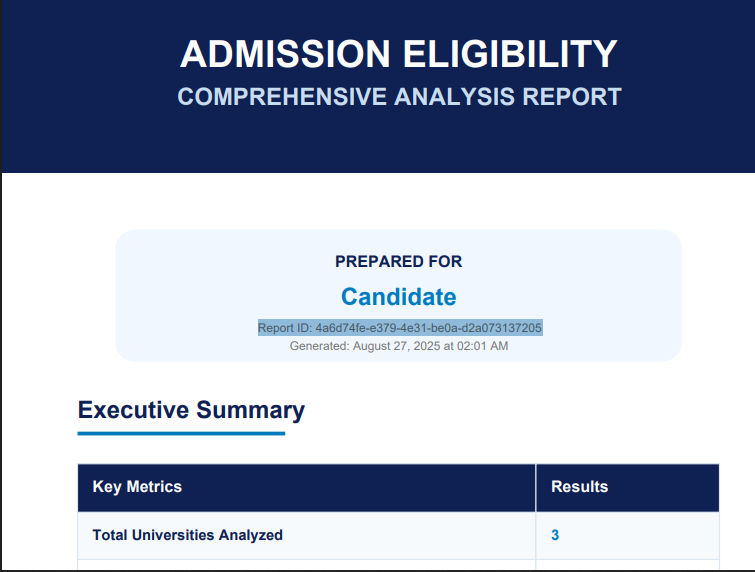 ADMISSION ELIGIBILITY
COMPREHENSIVE ANALYSIS REPORT
PREPARED FOR
Candidate
Report ID: 4a6d74fe-e379-4e31-be0a-d2a073137205
Generated: August 27, 2025 at 02:01 AM
Executive Summary
Key Metrics Results
Total Universities Analyzed 3